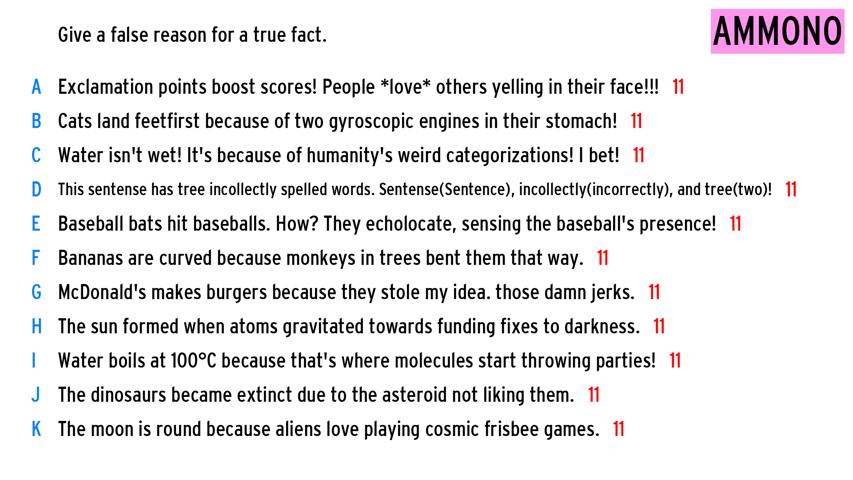 Give a false reason for a true fact.
AMMONO
A Exclamation points boost scores! People *love* others yelling in their face!!! 11
B Cats land feetfirst because of two gyroscopic engines in their stomach! 11
C Water isn't wet! It's because of humanity's weird categorizations! I bet! 11
D This sentense has tree incollectly spelled words. Sentense(Sentence), incollectly(incorrectly), and tree(two)! 11
E Baseball bats hit baseballs. How? They echolocate, sensing the baseball's presence! 11
F Bananas are curved because monkeys in trees bent them that way. 11
G McDonald's makes burgers because they stole my idea. those damn jerks. 11
H The sun formed when atoms gravitated towards funding fixes to darkness. 11
I Water boils at 100°C because that's where molecules start throwing parties! 11
J The dinosaurs became extinct due to the asteroid not liking them. 11
K The moon is round because aliens love playing cosmic frisbee games. 11